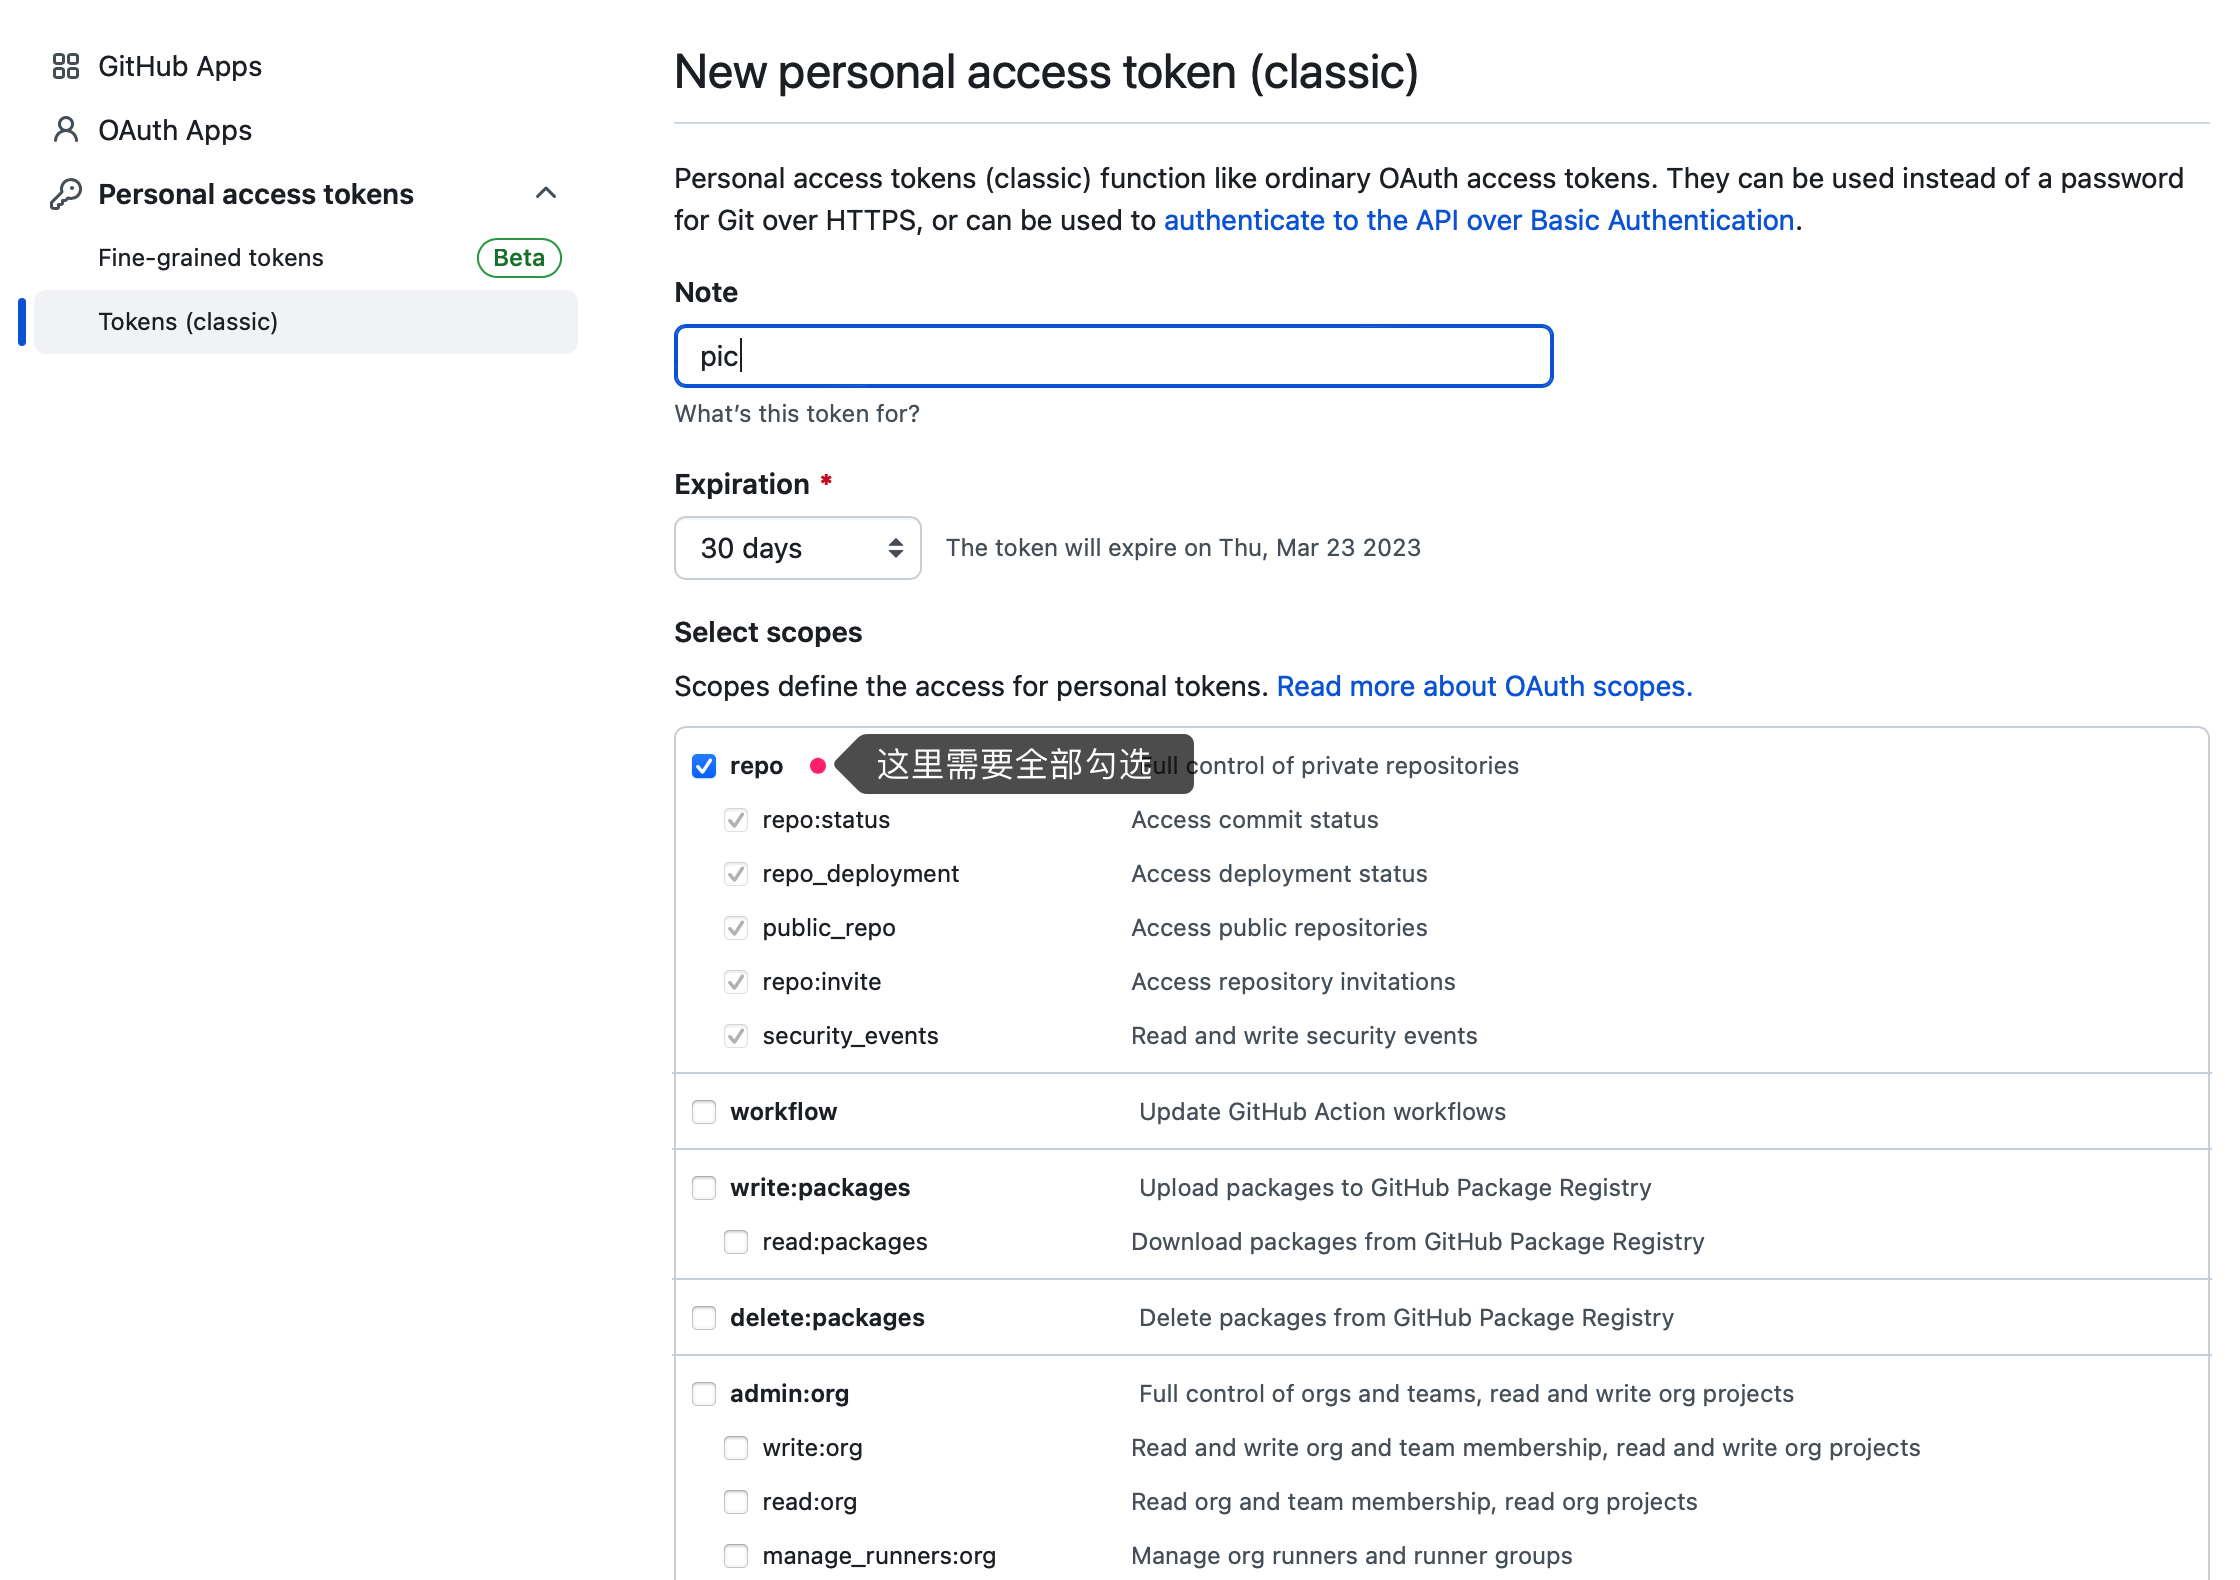 GitHub Apps
OAuth Apps
Personal access tokens
Fine-grained tokens Beta
Tokens (classic)
New personal access token (classic)
Personal access tokens (classic) function like ordinary OAuth access tokens. They can be used instead of a password
for Git over HTTPS, or can be used to authenticate to the API over Basic Authentication.
Note
pic
What's this token for?
Expiration *
30 days The token will expire on Thu, Mar 23 2023
Select scopes
Scopes define the access for personal tokens. Read more about OAuth scopes.
repo 这里需要全部勾选 Full control of private repositories
repo:status Access commit status
repo_deployment Access deployment status
public_repo Access public repositories
repo:invite Access repository invitations
security_events Read and write security events
workflow Update GitHub Action workflows
write:packages Upload packages to GitHub Package Registry
read:packages Download packages from GitHub Package Registry
delete:packages Delete packages from GitHub Package Registry
admin:org Full control of orgs and teams, read and write org projects
write:org Read and write org and team membership, read and write org projects
read:org Read org and team membership, read org projects
manage_runners:org Manage org runners and runner groups